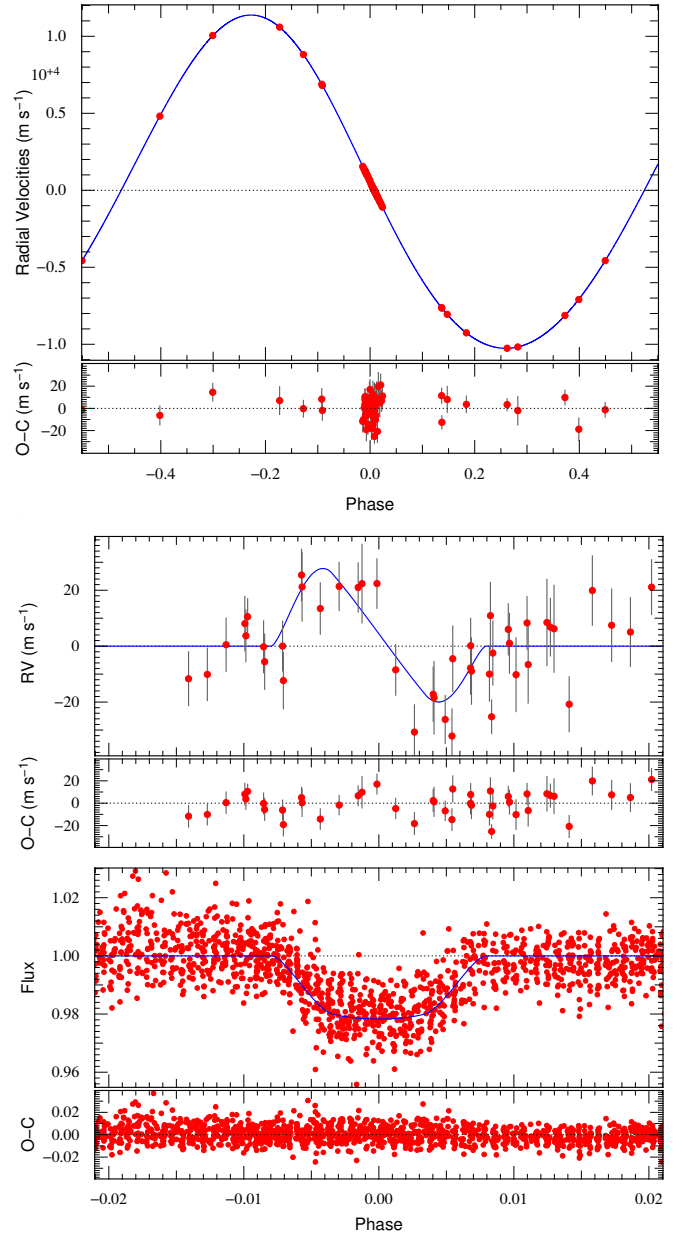 1.0
10⁺⁴
0.5
0.0
−0.5
−1.0
Radial Velocities (m s⁻¹)
20
0
−20
O−C (m s⁻¹)
−0.4 −0.2 0.0 0.2 0.4
Phase
20
0
−20
RV (m s⁻¹)
20
0
−20
O−C (m s⁻¹)
1.02
1.00
0.98
0.96
Flux
0.02
0.00
−0.02
O−C
−0.02 −0.01 0.00 0.01 0.02
Phase